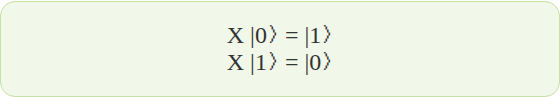 X |0⟩ = |1⟩
X |1⟩ = |0⟩